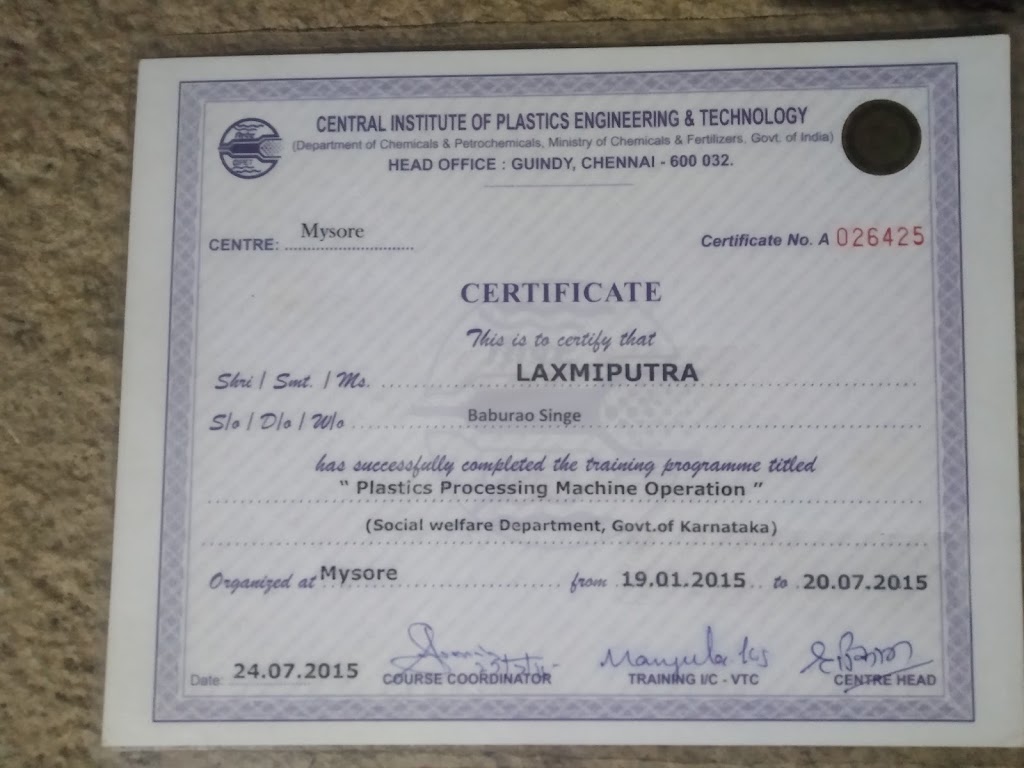 CENTRAL INSTITUTE OF PLASTICS ENGINEERING & TECHNOLOGY
(Department of Chemicals & Petrochemicals, Ministry of Chemicals & Fertilizers, Govt. of India)
HEAD OFFICE : GUINDY, CHENNAI - 600 032.
CENTRE: Mysore
Certificate No. A 026425
CERTIFICATE
This is to certify that
Shri / Smt. / Ms. LAXMIPUTRA
S/o / D/o / W/o Baburao Singe
has successfully completed the training programme titled
“ Plastics Processing Machine Operation ”
(Social welfare Department, Govt.of Karnataka)
Organized at Mysore from 19.01.2015 to 20.07.2015
Date: 24.07.2015
Manjula
COURSE COORDINATOR TRAINING I/C - VTC CENTRE HEAD